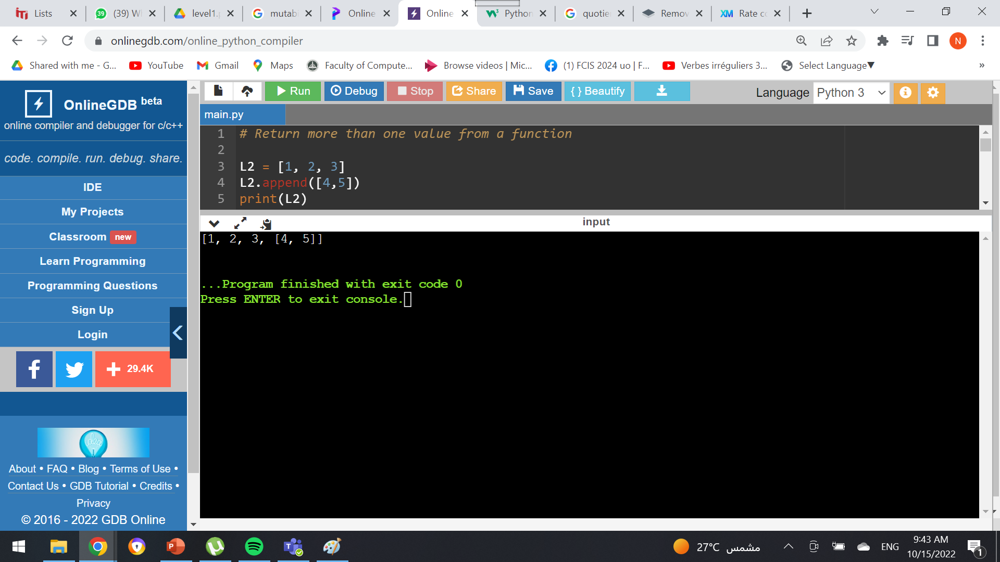 Lists
(39) W
level1.
mutab
Online
Online
Python
quotie
Remov
XM Rate c
onlinegdb.com/online_python_compiler
N
Shared with me - G...
YouTube
Gmail
Maps
Faculty of Compute...
Browse videos | Mic...
(1) FCIS 2024 uo | F...
Verbes irréguliers 3...
Select Language▼
»
OnlineGDB beta
online compiler and debugger for c/c++
code. compile. run. debug. share.
IDE
My Projects
Classroom new
Learn Programming
Programming Questions
Sign Up
Login
29.4K
idea
About • FAQ • Blog • Terms of Use •
Contact Us • GDB Tutorial • Credits •
Privacy
© 2016 - 2022 GDB Online
Run
Debug
Stop
Share
Save
{ } Beautify
Language Python 3
main.py
1 # Return more than one value from a function
2
3 L2 = [1, 2, 3]
4 L2.append([4,5])
5 print(L2)
input
[1, 2, 3, [4, 5]]
...Program finished with exit code 0
Press ENTER to exit console.
27°C مشمس
ENG
9:43 AM
10/15/2022
1